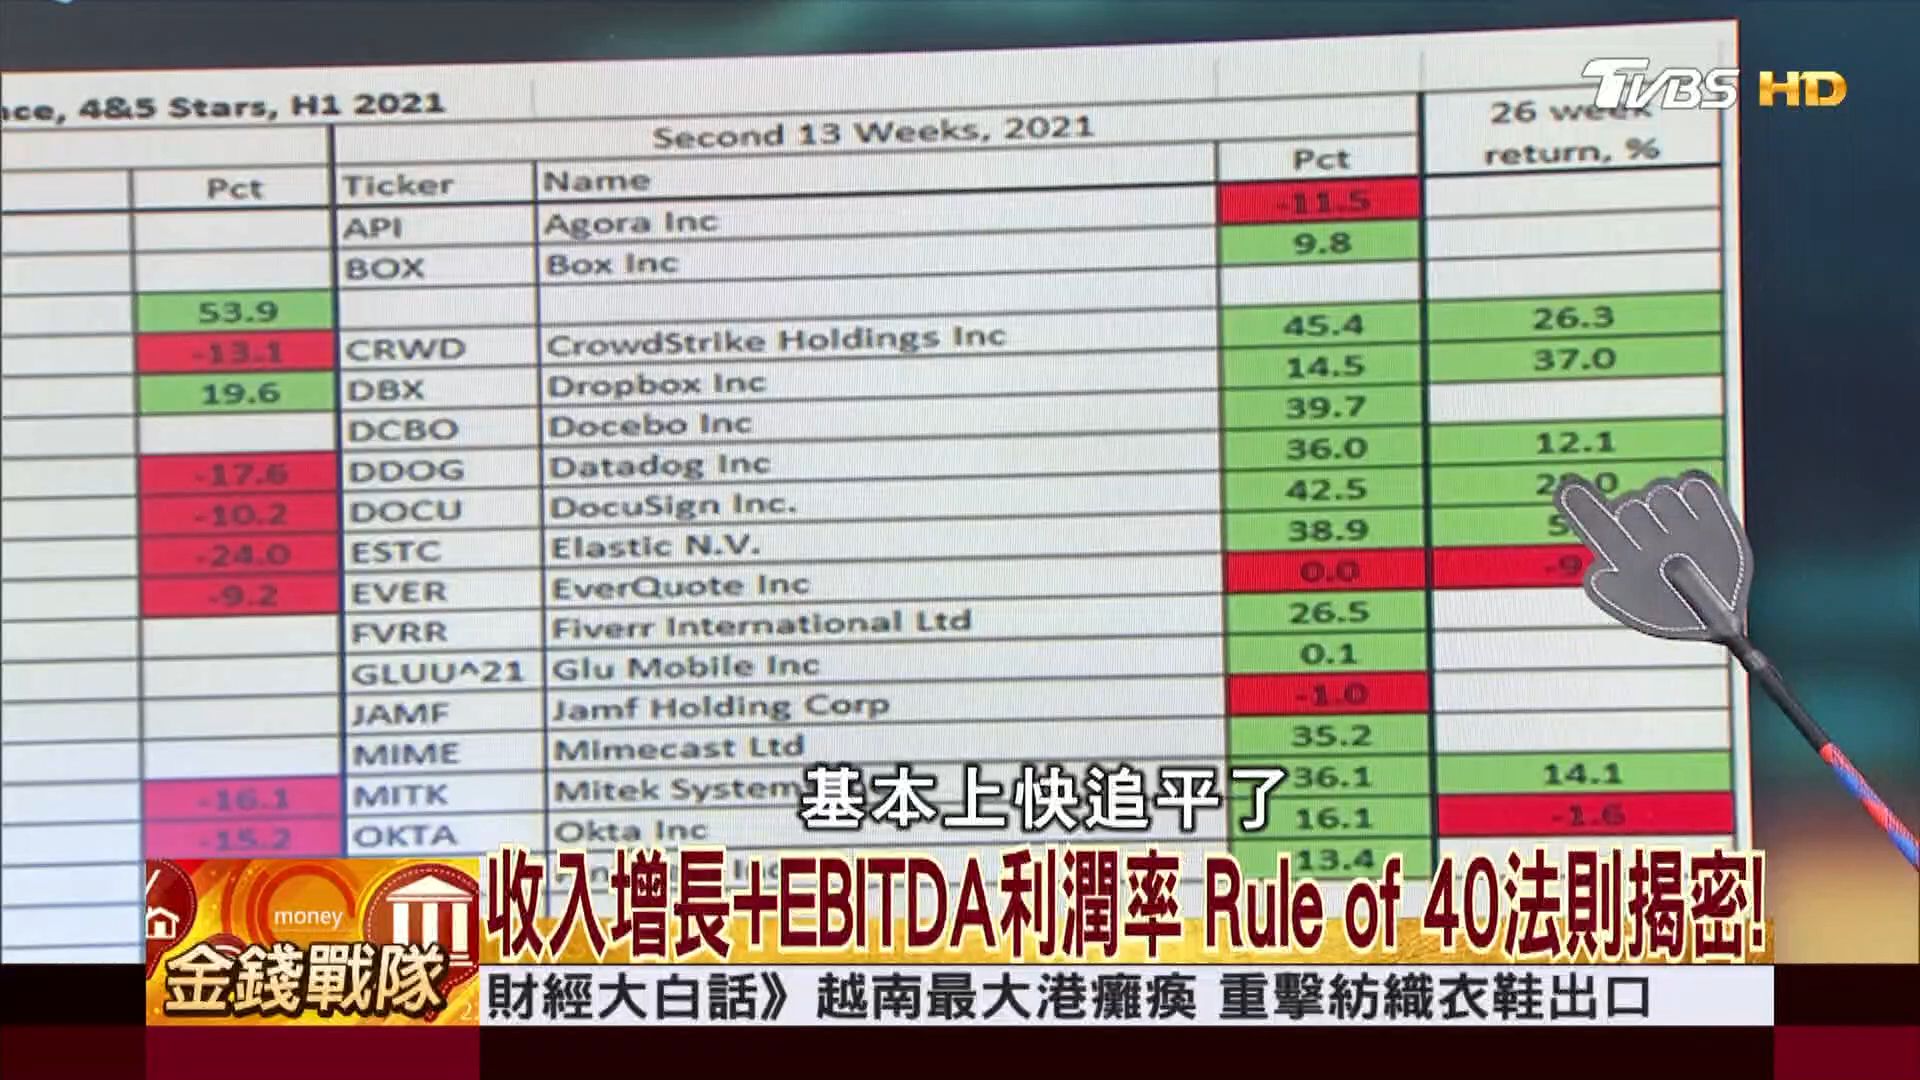 TVBS HD
4&5 Stars, H1 2021
Second 13 Weeks, 2021
26 week return, %
Pct Ticker Name Pct
API Agora Inc -11.5
BOX Box Inc 9.8
53.9
-13.1 CRWD CrowdStrike Holdings Inc 45.4 26.3
19.6 DBX Dropbox Inc 14.5 37.0
DCBO Docebo Inc 39.7
-17.6 DDOG Datadog Inc 36.0 12.1
-10.2 DOCU DocuSign Inc. 42.5
-24.0 ESTC Elastic N.V. 38.9
-9.2 EVER EverQuote Inc 0.0
FVRR Fiverr International Ltd 26.5
GLUU^21 Glu Mobile Inc 0.1
JAMF Jamf Holding Corp -1.0
MIME Mimecast Ltd 35.2
-16.1 MITK Mitek System 36.1 14.1
-15.2 OKTA Okta Inc 16.1 -1.6
13.4
基本上快追平了
money
金錢戰隊
收入增長+EBITDA利潤率 Rule of 40法則揭密!
財經大白話》越南最大港癱瘓 重擊紡織衣鞋出口